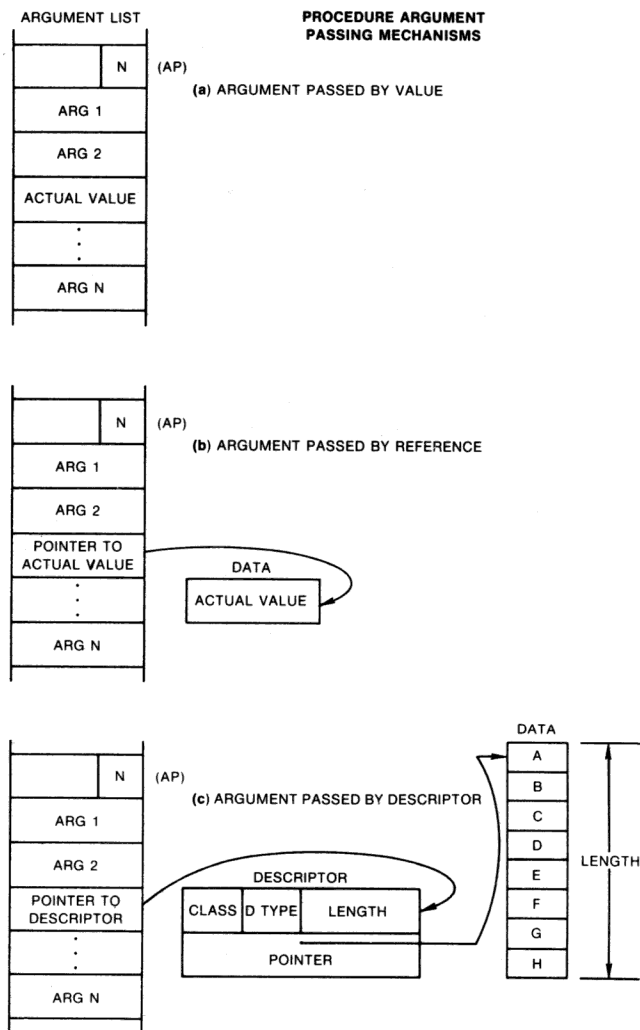 ARGUMENT LIST
PROCEDURE ARGUMENT
PASSING MECHANISMS
N
(AP)
(a) ARGUMENT PASSED BY VALUE
ARG 1
ARG 2
ACTUAL VALUE
ARG N
N
(AP)
(b) ARGUMENT PASSED BY REFERENCE
ARG 1
ARG 2
POINTER TO
ACTUAL VALUE
DATA
ACTUAL VALUE
ARG N
N
(AP)
(c) ARGUMENT PASSED BY DESCRIPTOR
ARG 1
ARG 2
POINTER TO
DESCRIPTOR
ARG N
DESCRIPTOR
CLASS
D TYPE
LENGTH
POINTER
DATA
A
B
C
D
E
F
G
H
LENGTH